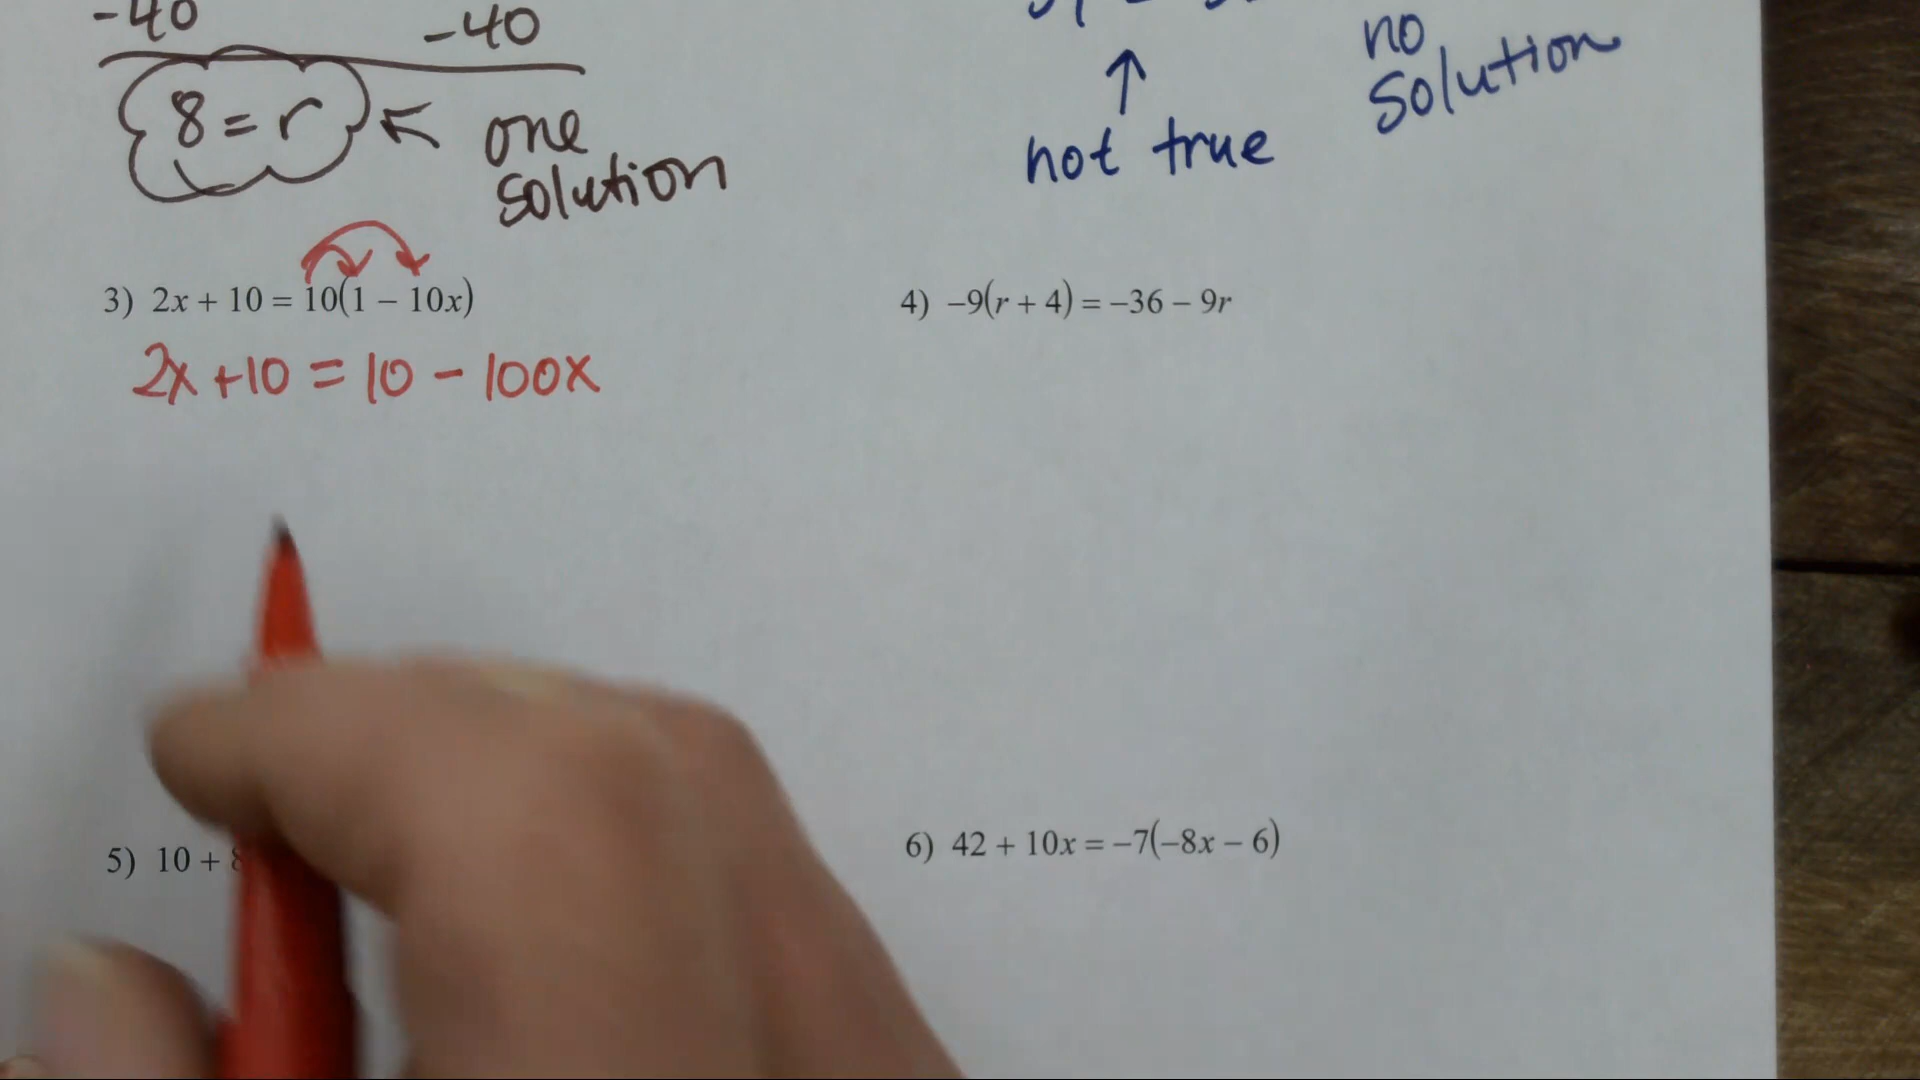 -40 -40
8 = r
one
solution
no
solution
not true
3) 2x + 10 = 10(1 − 10x)
2x + 10 = 10 - 100x
4) −9(r + 4) = −36 − 9r
5) 10 +
6) 42 + 10x = −7(−8x − 6)